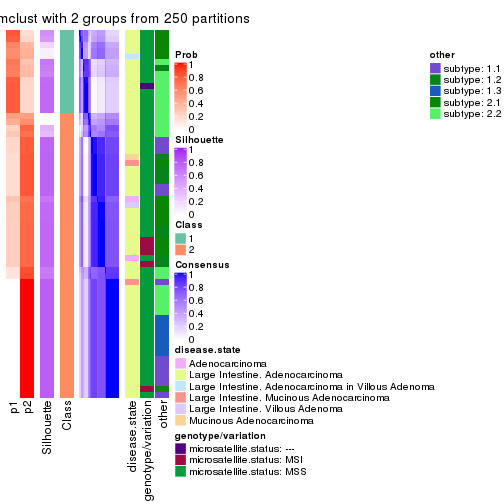 mclust with 2 groups from 250 partitions
Prob
1
0.8
0.6
0.4
0.2
0
Silhouette
1
0.8
0.6
0.4
0.2
0
Class
1
2
Consensus
1
0.8
0.6
0.4
0.2
0
disease.state
Adenocarcinoma
Large Intestine. Adenocarcinoma
Large Intestine. Adenocarcinoma in Villous Adenoma
Large Intestine. Mucinous Adenocarcinoma
Large Intestine. Villous Adenoma
Mucinous Adenocarcinoma
genotype/variation
microsatellite.status: ---
microsatellite.status: MSI
microsatellite.status: MSS
other
subtype: 1.1
subtype: 1.2
subtype: 1.3
subtype: 2.1
subtype: 2.2
p1
p2
Silhouette
Class
disease.state
genotype/variation
other